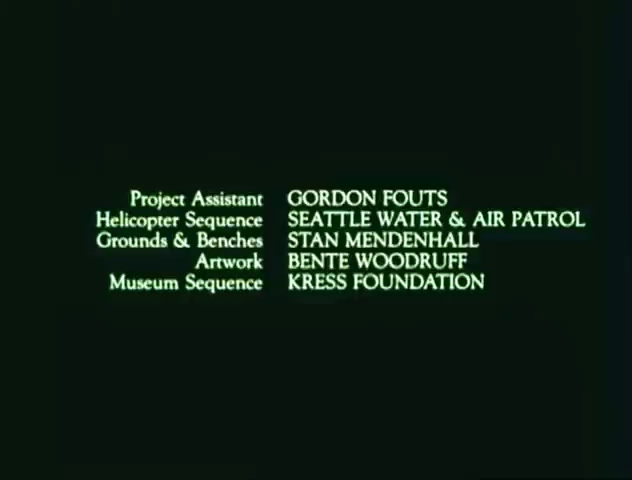 Project Assistant GORDON FOUTS
Helicopter Sequence SEATTLE WATER & AIR PATROL
Grounds & Benches STAN MENDENHALL
Artwork BENTE WOODRUFF
Museum Sequence KRESS FOUNDATION